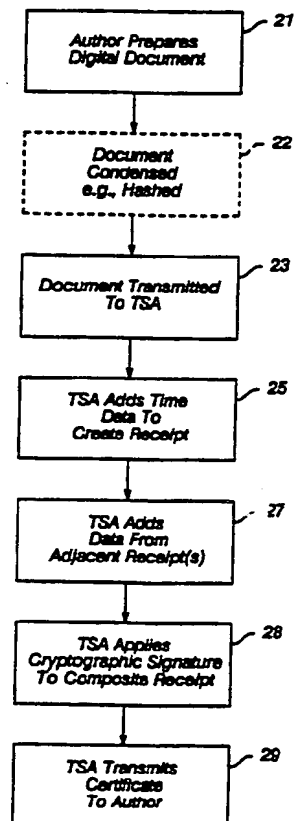 21
Author Prepares
Digital Document
22
Document
Condensed
e.g., Hashed
23
Document Transmitted
To TSA
25
TSA Adds Time
Data To
Create Receipt
27
TSA Adds
Data From
Adjacent Receipt(s)
28
TSA Applies
Cryptographic Signature
To Composite Receipt
29
TSA Transmits
Certificate
To Author